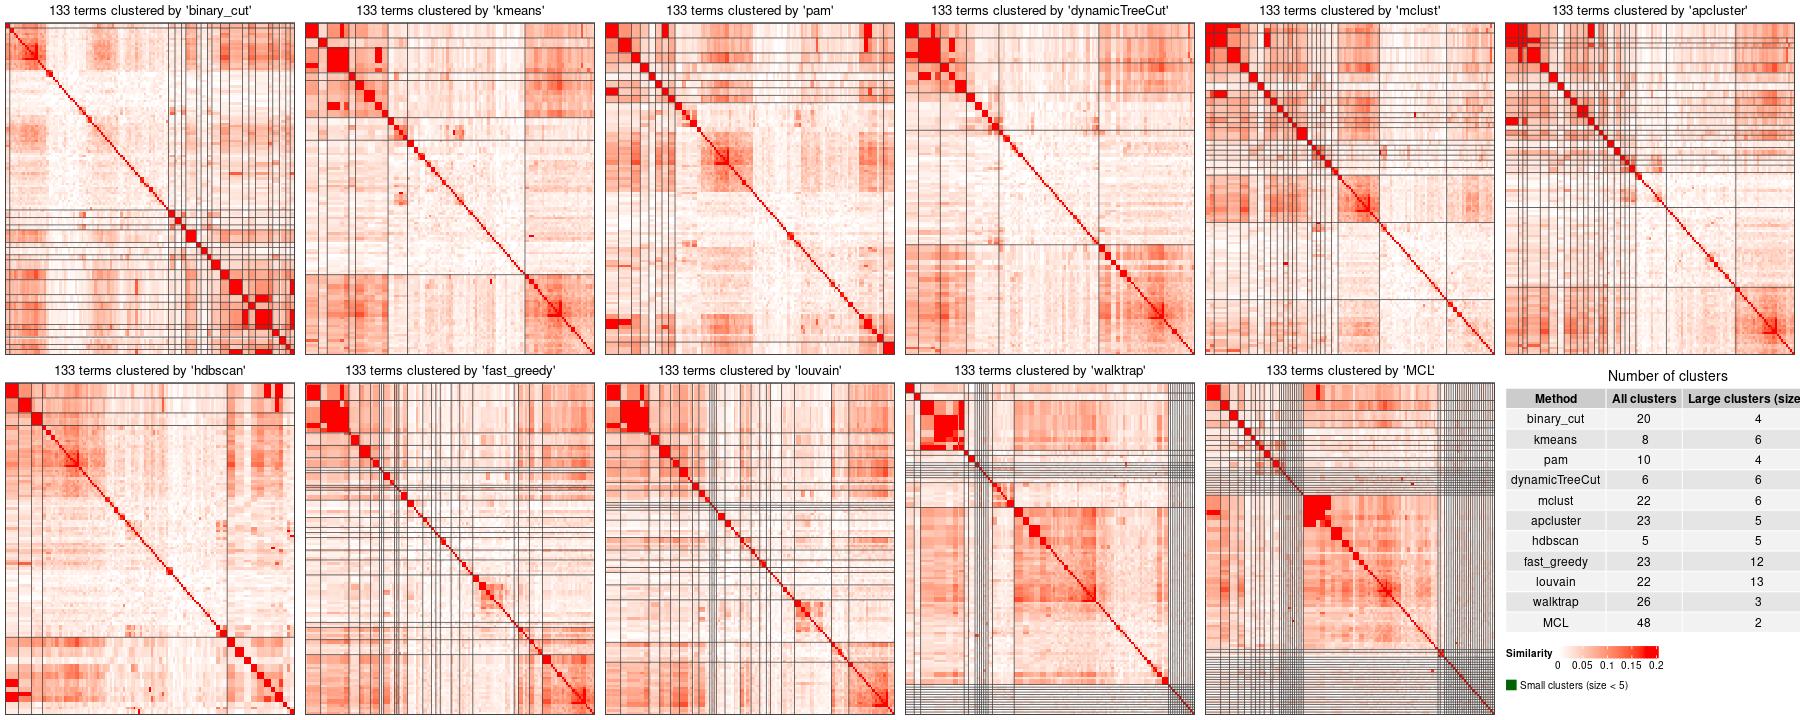 133 terms clustered by 'binary_cut'
133 terms clustered by 'kmeans'
133 terms clustered by 'pam'
133 terms clustered by 'dynamicTreeCut'
133 terms clustered by 'mclust'
133 terms clustered by 'apcluster'
133 terms clustered by 'hdbscan'
133 terms clustered by 'fast_greedy'
133 terms clustered by 'louvain'
133 terms clustered by 'walktrap'
133 terms clustered by 'MCL'
Number of clusters
Method All clusters Large clusters (size
binary_cut 20 4
kmeans 8 6
pam 10 4
dynamicTreeCut 6 6
mclust 22 6
apcluster 23 5
hdbscan 5 5
fast_greedy 23 12
louvain 22 13
walktrap 26 3
MCL 48 2
Similarity
0 0.05 0.1 0.15 0.2
Small clusters (size < 5)